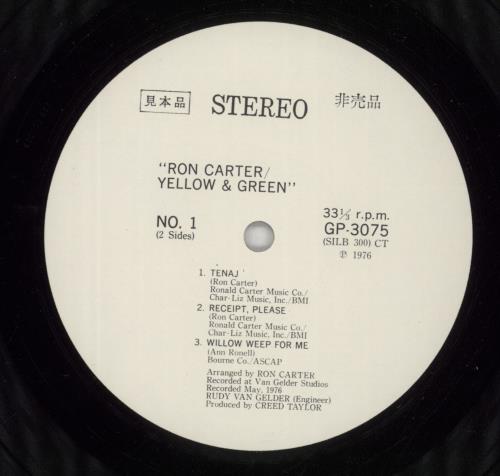 見本品 STEREO 非売品
"RON CARTER/
YELLOW & GREEN"
NO. 1
(2 Sides)
33⅓ r.p.m.
GP-3075
(SILB 300) CT
℗ 1976
1. TENAJ
(Ron Carter)
Ronald Carter Music Co./
Char-Liz Music, Inc./BMI
2. RECEIPT, PLEASE
(Ron Carter)
Ronald Carter Music Co./
Char-Liz Music, Inc./BMI
3. WILLOW WEEP FOR ME
(Ann Ronell)
Bourne Co./ASCAP
Arranged by RON CARTER
Recorded at Van Gelder Studios
Recorded May, 1976
RUDY VAN GELDER (Engineer)
Produced by CREED TAYLOR